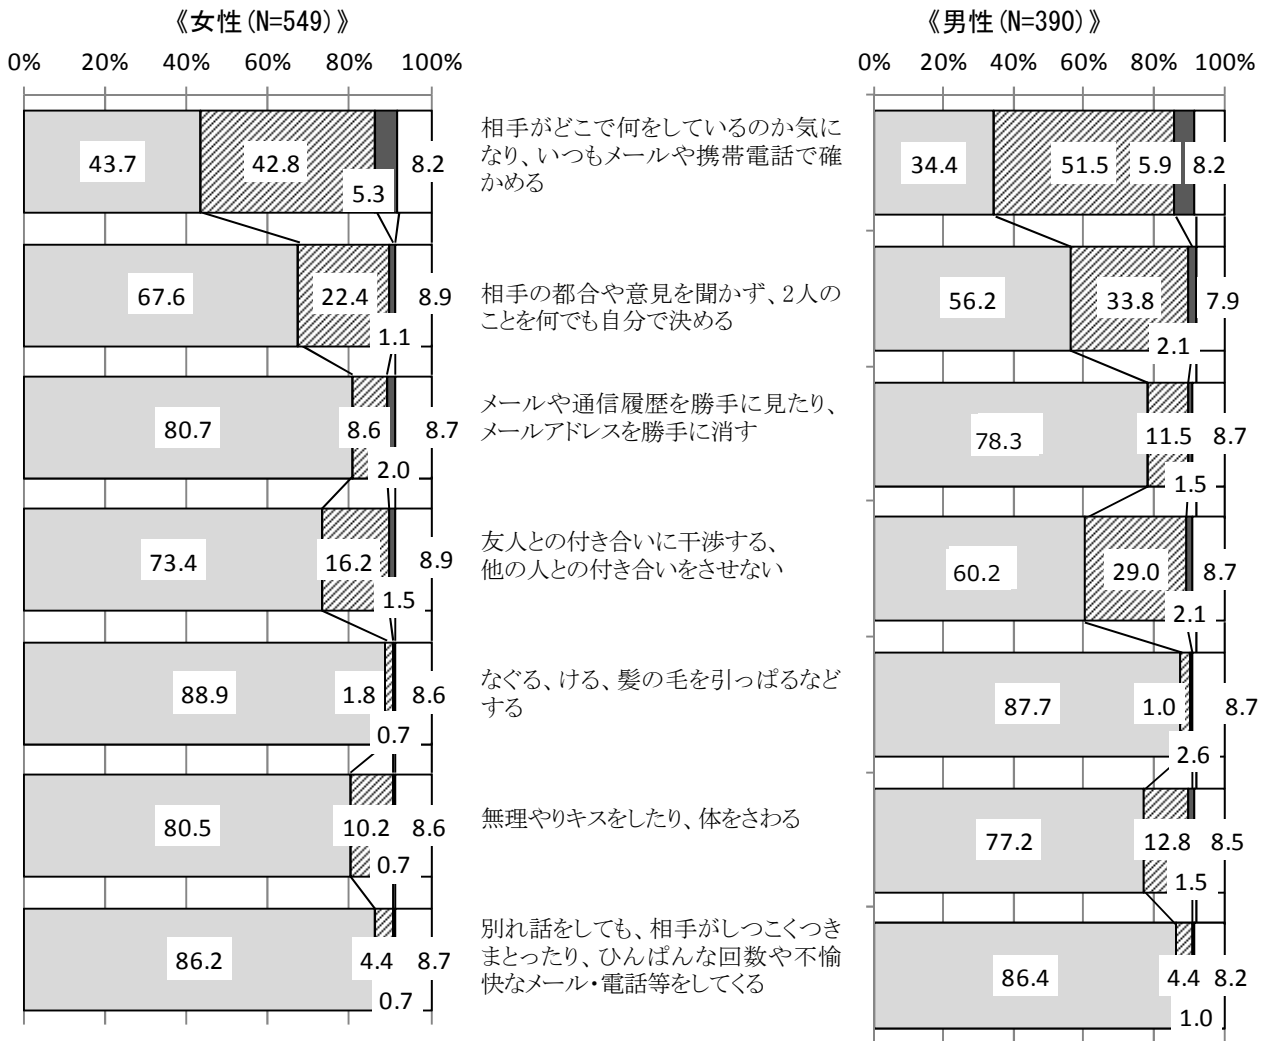 《女性(N=549)》
《男性(N=390)》
0% 20% 40% 60% 80% 100%
0% 20% 40% 60% 80% 100%
43.7 42.8 5.3 8.2
相手がどこで何をしているのか気に
なり、いつもメールや携帯電話で確
かめる
34.4 51.5 5.9 8.2
67.6 22.4 1.1 8.9
相手の都合や意見を聞かず、2人の
ことを何でも自分で決める
56.2 33.8 2.1 7.9
80.7 8.6 2.0 8.7
メールや通信履歴を勝手に見たり、
メールアドレスを勝手に消す
78.3 11.5 1.5 8.7
73.4 16.2 1.5 8.9
友人との付き合いに干渉する、
他の人との付き合いをさせない
60.2 29.0 2.1 8.7
88.9 1.8 0.7 8.6
なぐる、ける、髪の毛を引っぱるなど
する
87.7 1.0 2.6 8.7
80.5 10.2 0.7 8.6
無理やりキスをしたり、体をさわる
77.2 12.8 1.5 8.5
86.2 4.4 0.7 8.7
別れ話をしても、相手がしつこくつき
まとったり、ひんぱんな回数や不愉
快なメール・電話等をしてくる
86.4 4.4 1.0 8.2